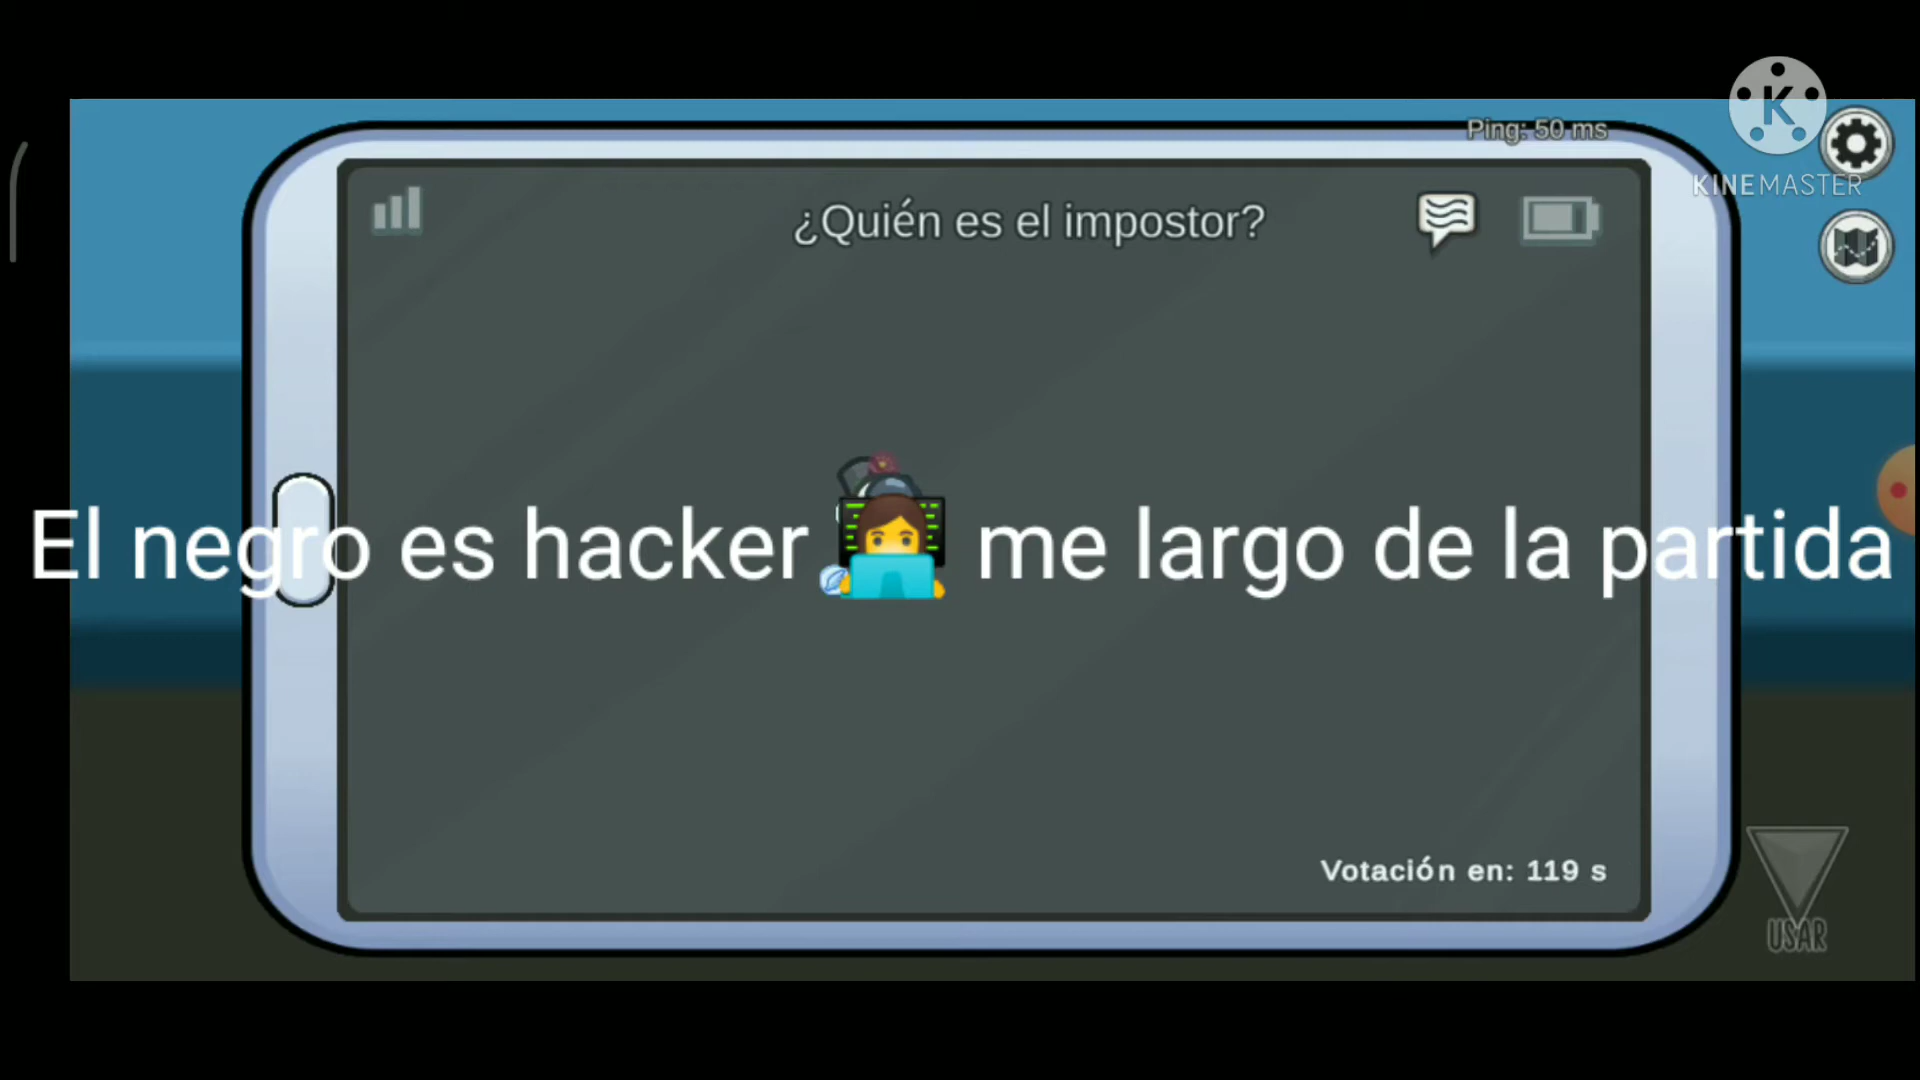 Ping: 50 ms
KINEMASTER
¿Quién es el impostor?
El negro es hacker 👩‍💻 me largo de la partida
Votación en: 119 s
USAR